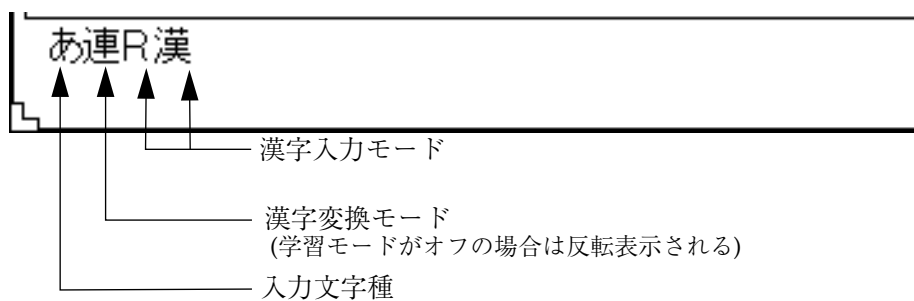 あ連R漢
漢字入力モード
漢字変換モード
(学習モードがオフの場合は反転表示される)
入力文字種